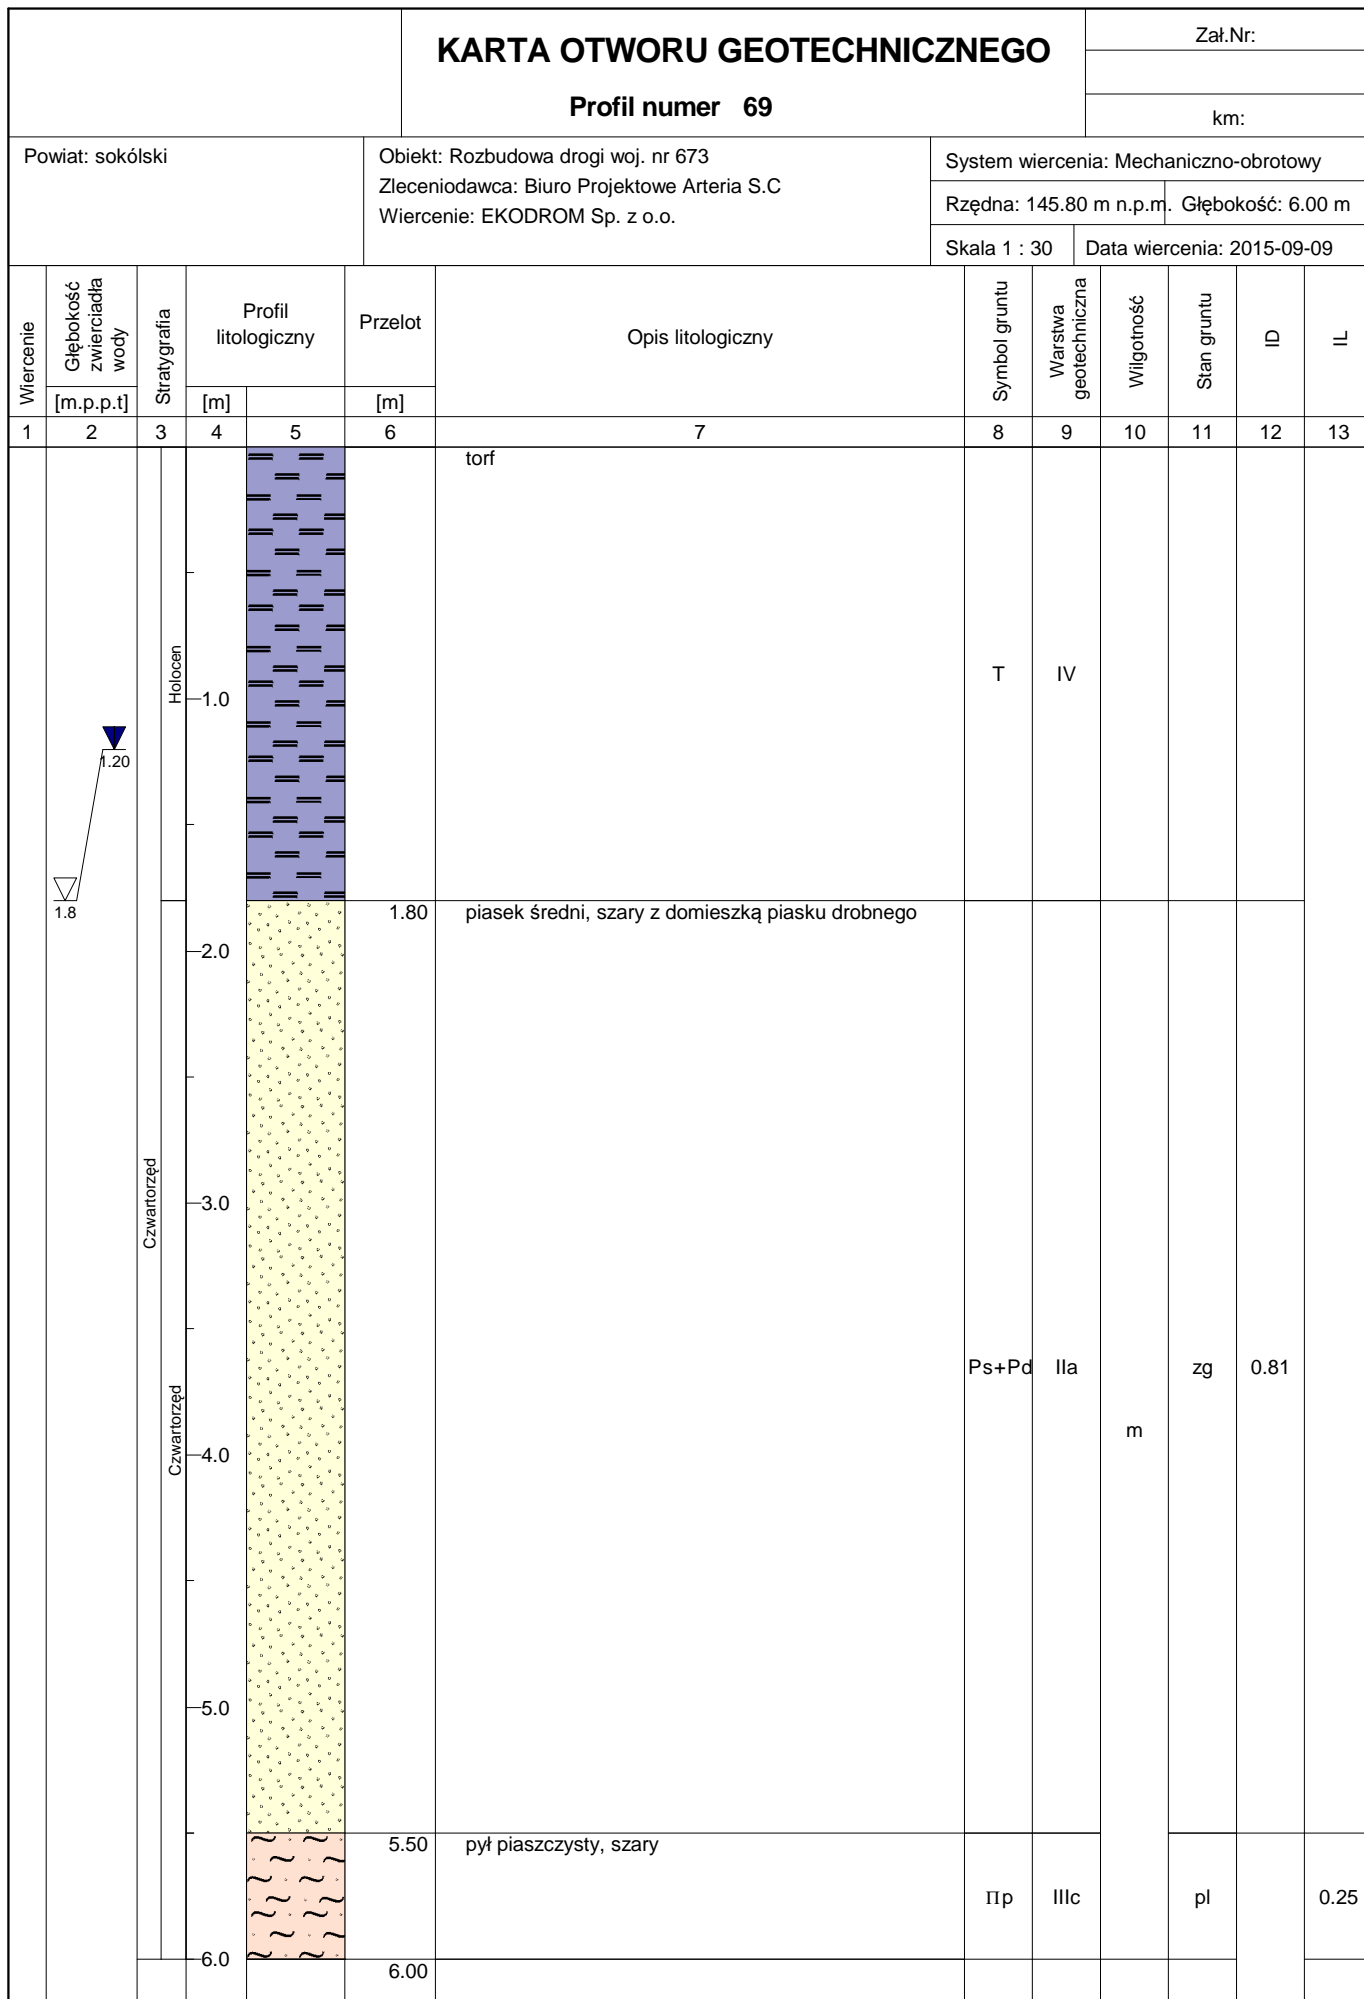 KARTA OTWORU GEOTECHNICZNEGO
Profil numer 69
Zał.Nr:
km:
Powiat: sokólski
Obiekt: Rozbudowa drogi woj. nr 673
Zleceniodawca: Biuro Projektowe Arteria S.C
Wiercenie: EKODROM Sp. z o.o.
System wiercenia: Mechaniczno-obrotowy
Rzędna: 145.80 m n.p.m. Głębokość: 6.00 m
Skala 1 : 30 Data wiercenia: 2015-09-09
Wiercenie
Głębokość
zwierciadła
wody
[m.p.p.t]
Stratygrafia
Profil
litologiczny
[m]
Przelot
[m]
Opis litologiczny
Symbol gruntu
Warstwa
geotechniczna
Wilgotność
Stan gruntu
ID
IL
1 2 3 4 5 6 7 8 9 10 11 12 13
torf
Holocen
T IV
1.0
1.20
1.8
1.80 piasek średni, szary z domieszką piasku drobnego
2.0
Czwartorzęd
3.0
Ps+Pd IIa zg 0.81
Czwartorzęd
m
4.0
5.0
5.50 pył piaszczysty, szary
Πp IIIc pl 0.25
6.0
6.00